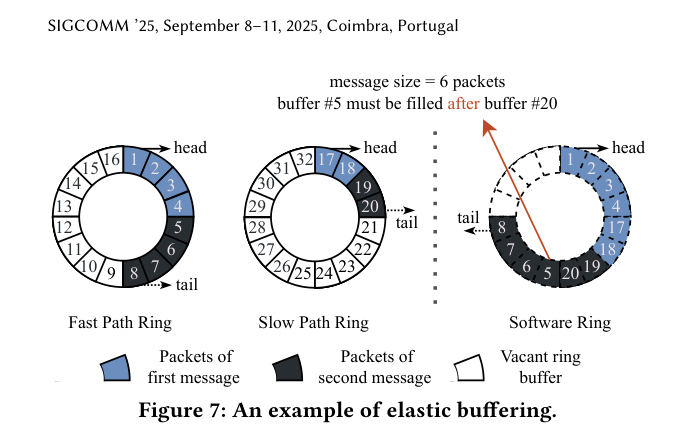 SIGCOMM ’25, September 8–11, 2025, Coimbra, Portugal
message size = 6 packets
buffer #5 must be filled after buffer #20
head
head
head
16 1 2 3 4 5 6 7 8 9 10 11 12 13 14 15
32 17 18 19 20 21 22 23 24 25 26 27 28 29 30 31
1 2 3 4 17 18 19 20 5 6 7 8
tail
tail
tail
Fast Path Ring
Slow Path Ring
Software Ring
Packets of
first message
Packets of
second message
Vacant ring
buffer
Figure 7: An example of elastic buffering.